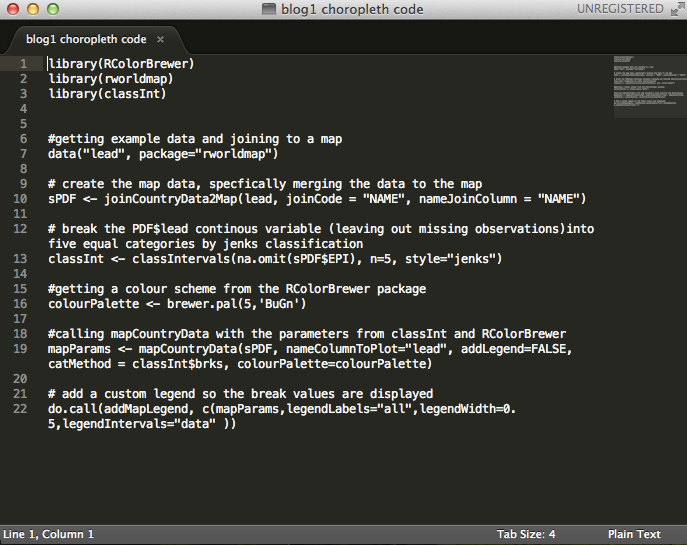 blog1 choropleth code
UNREGISTERED
blog1 choropleth code ×
1 library(RColorBrewer)
2 library(rworldmap)
3 library(classInt)
4
5
6 #getting example data and joining to a map
7 data("lead", package="rworldmap")
8
9 # create the map data, specfically merging the data to the map
10 sPDF <- joinCountryData2Map(lead, joinCode = "NAME", nameJoinColumn = "NAME")
11
12 # break the PDF$lead continous variable (leaving out missing observations)into
five equal categories by jenks classification
13 classInt <- classIntervals(na.omit(sPDF$EPI), n=5, style="jenks")
14
15 #getting a colour scheme from the RColorBrewer package
16 colourPalette <- brewer.pal(5,'BuGn')
17
18 #calling mapCountryData with the parameters from classInt and RColorBrewer
19 mapParams <- mapCountryData(sPDF, nameColumnToPlot="lead", addLegend=FALSE,
catMethod = classInt$brks, colourPalette=colourPalette)
20
21 # add a custom legend so the break values are displayed
22 do.call(addMapLegend, c(mapParams,legendLabels="all",legendWidth=0.
5,legendIntervals="data" ))
Line 1, Column 1
Tab Size: 4
Plain Text